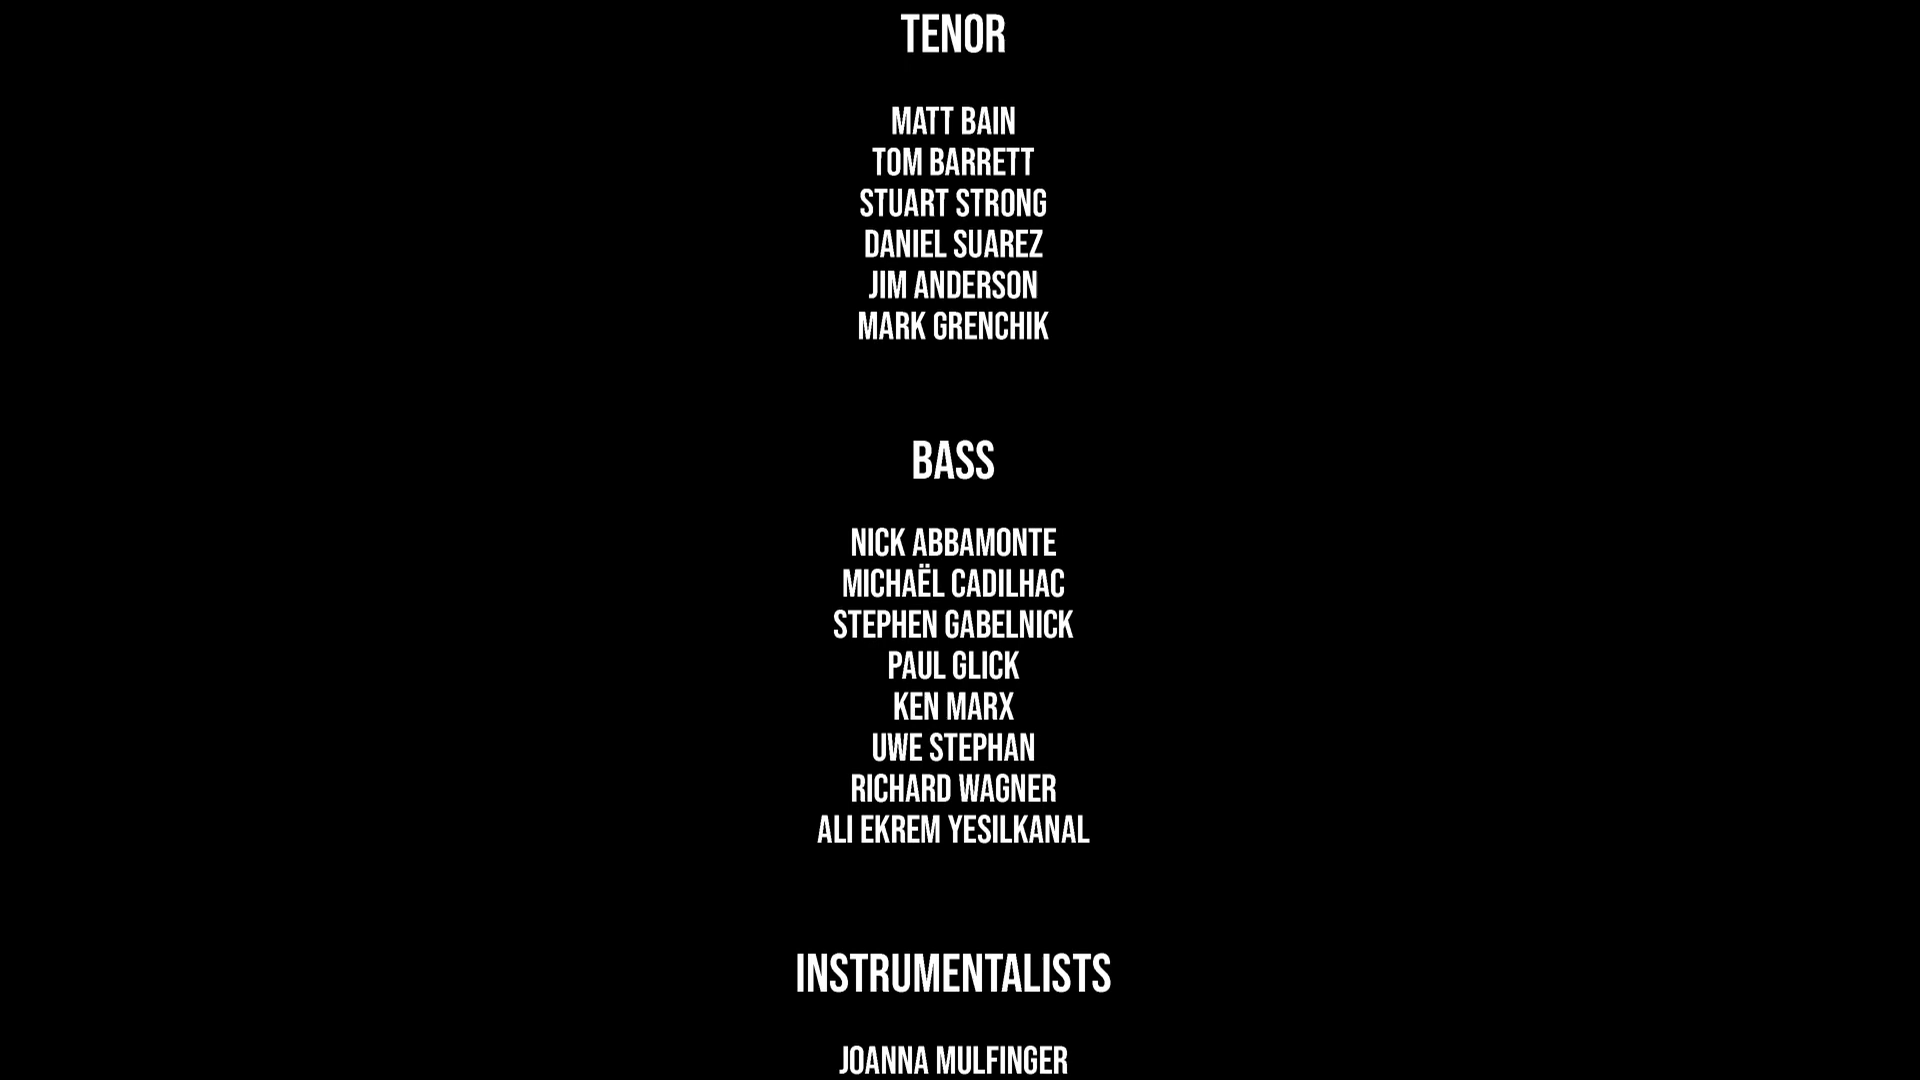 TENOR
MATT BAIN
TOM BARRETT
STUART STRONG
DANIEL SUAREZ
JIM ANDERSON
MARK GRENCHIK
BASS
NICK ABBAMONTE
MICHAËL CADILHAC
STEPHEN GABELNICK
PAUL GLICK
KEN MARX
UWE STEPHAN
RICHARD WAGNER
ALI EKREM YESILKANAL
INSTRUMENTALISTS
JOANNA MULFINGER